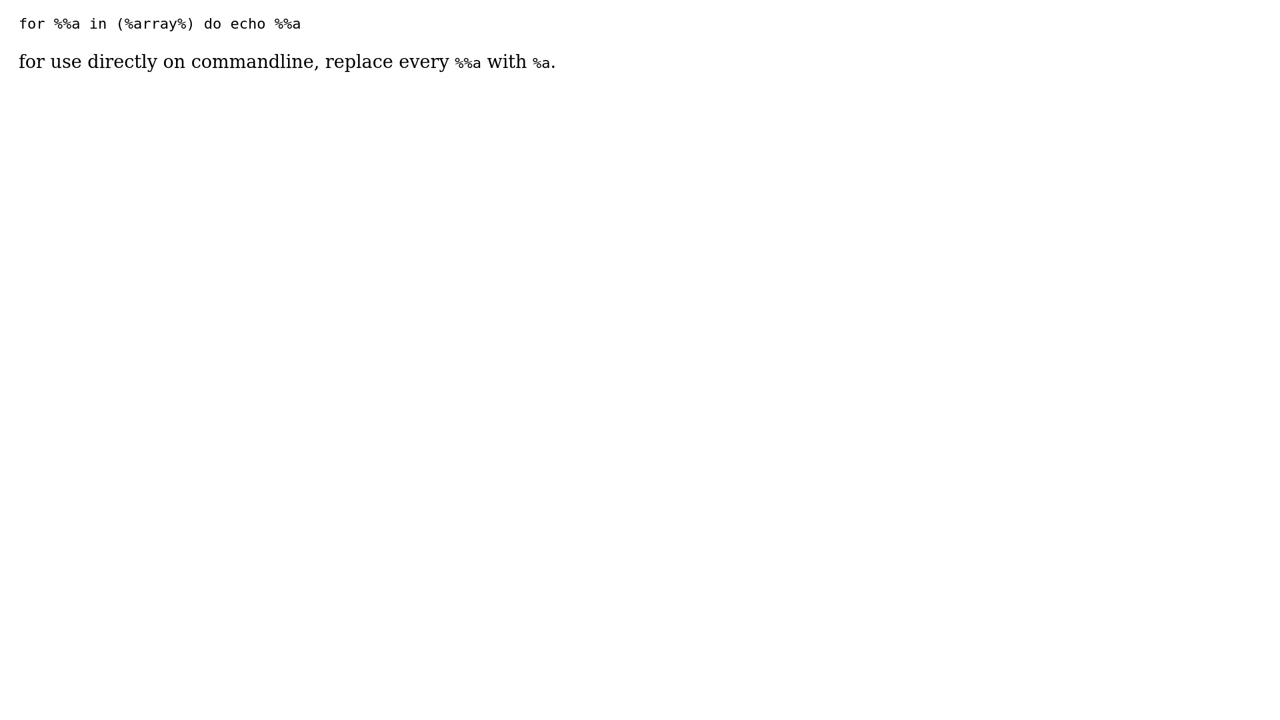 for %%a in (%array%) do echo %%a
for use directly on commandline, replace every %%a with %a.